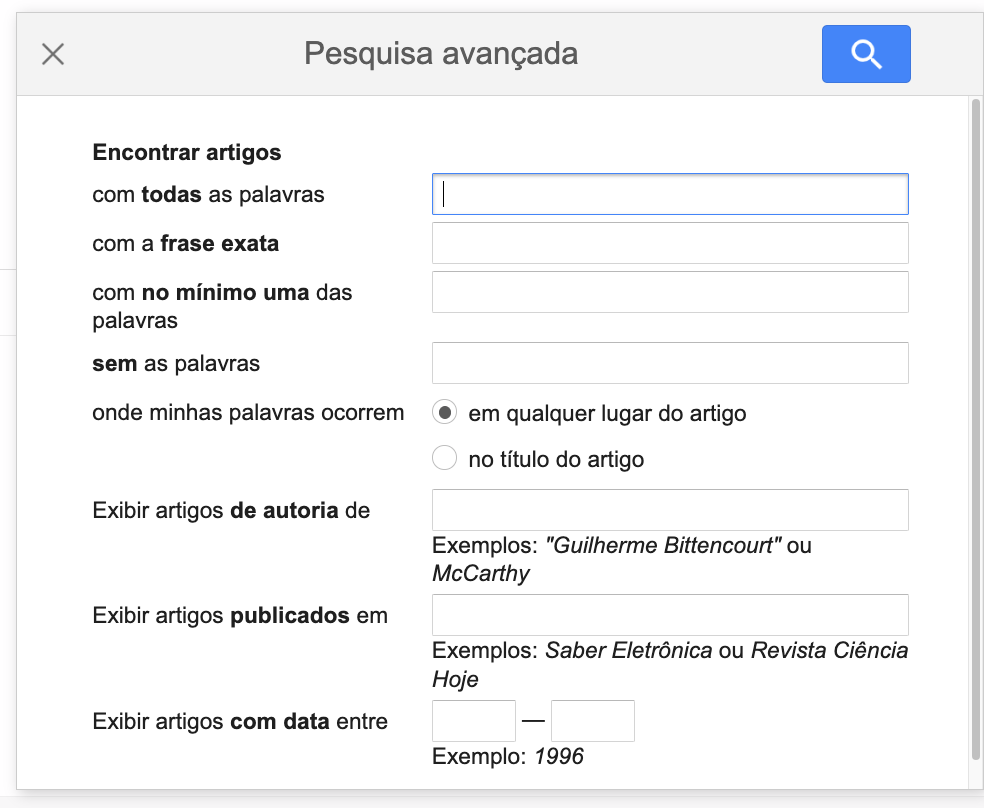 Pesquisa avançada
Encontrar artigos
com todas as palavras
com a frase exata
com no mínimo uma das
palavras
sem as palavras
onde minhas palavras ocorrem
em qualquer lugar do artigo
no título do artigo
Exibir artigos de autoria de
Exemplos: "Guilherme Bittencourt" ou
McCarthy
Exibir artigos publicados em
Exemplos: Saber Eletrônica ou Revista Ciência
Hoje
Exibir artigos com data entre
—
Exemplo: 1996